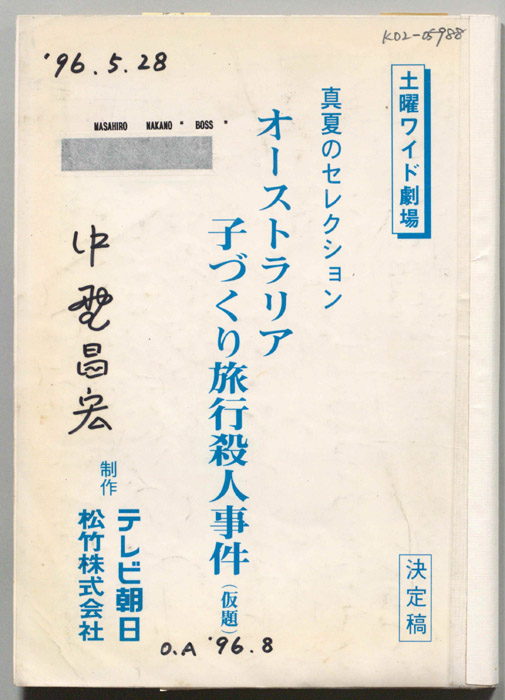 K02-05988
'96.5.28
MASAHIRO NAKANO " BOSS "
土曜ワイド劇場
真夏のセレクション
オーストラリア
子づくり旅行殺人事件(仮題)
決定稿
中野昌宏
制作
テレビ朝日
松竹株式会社
O.A '96.8